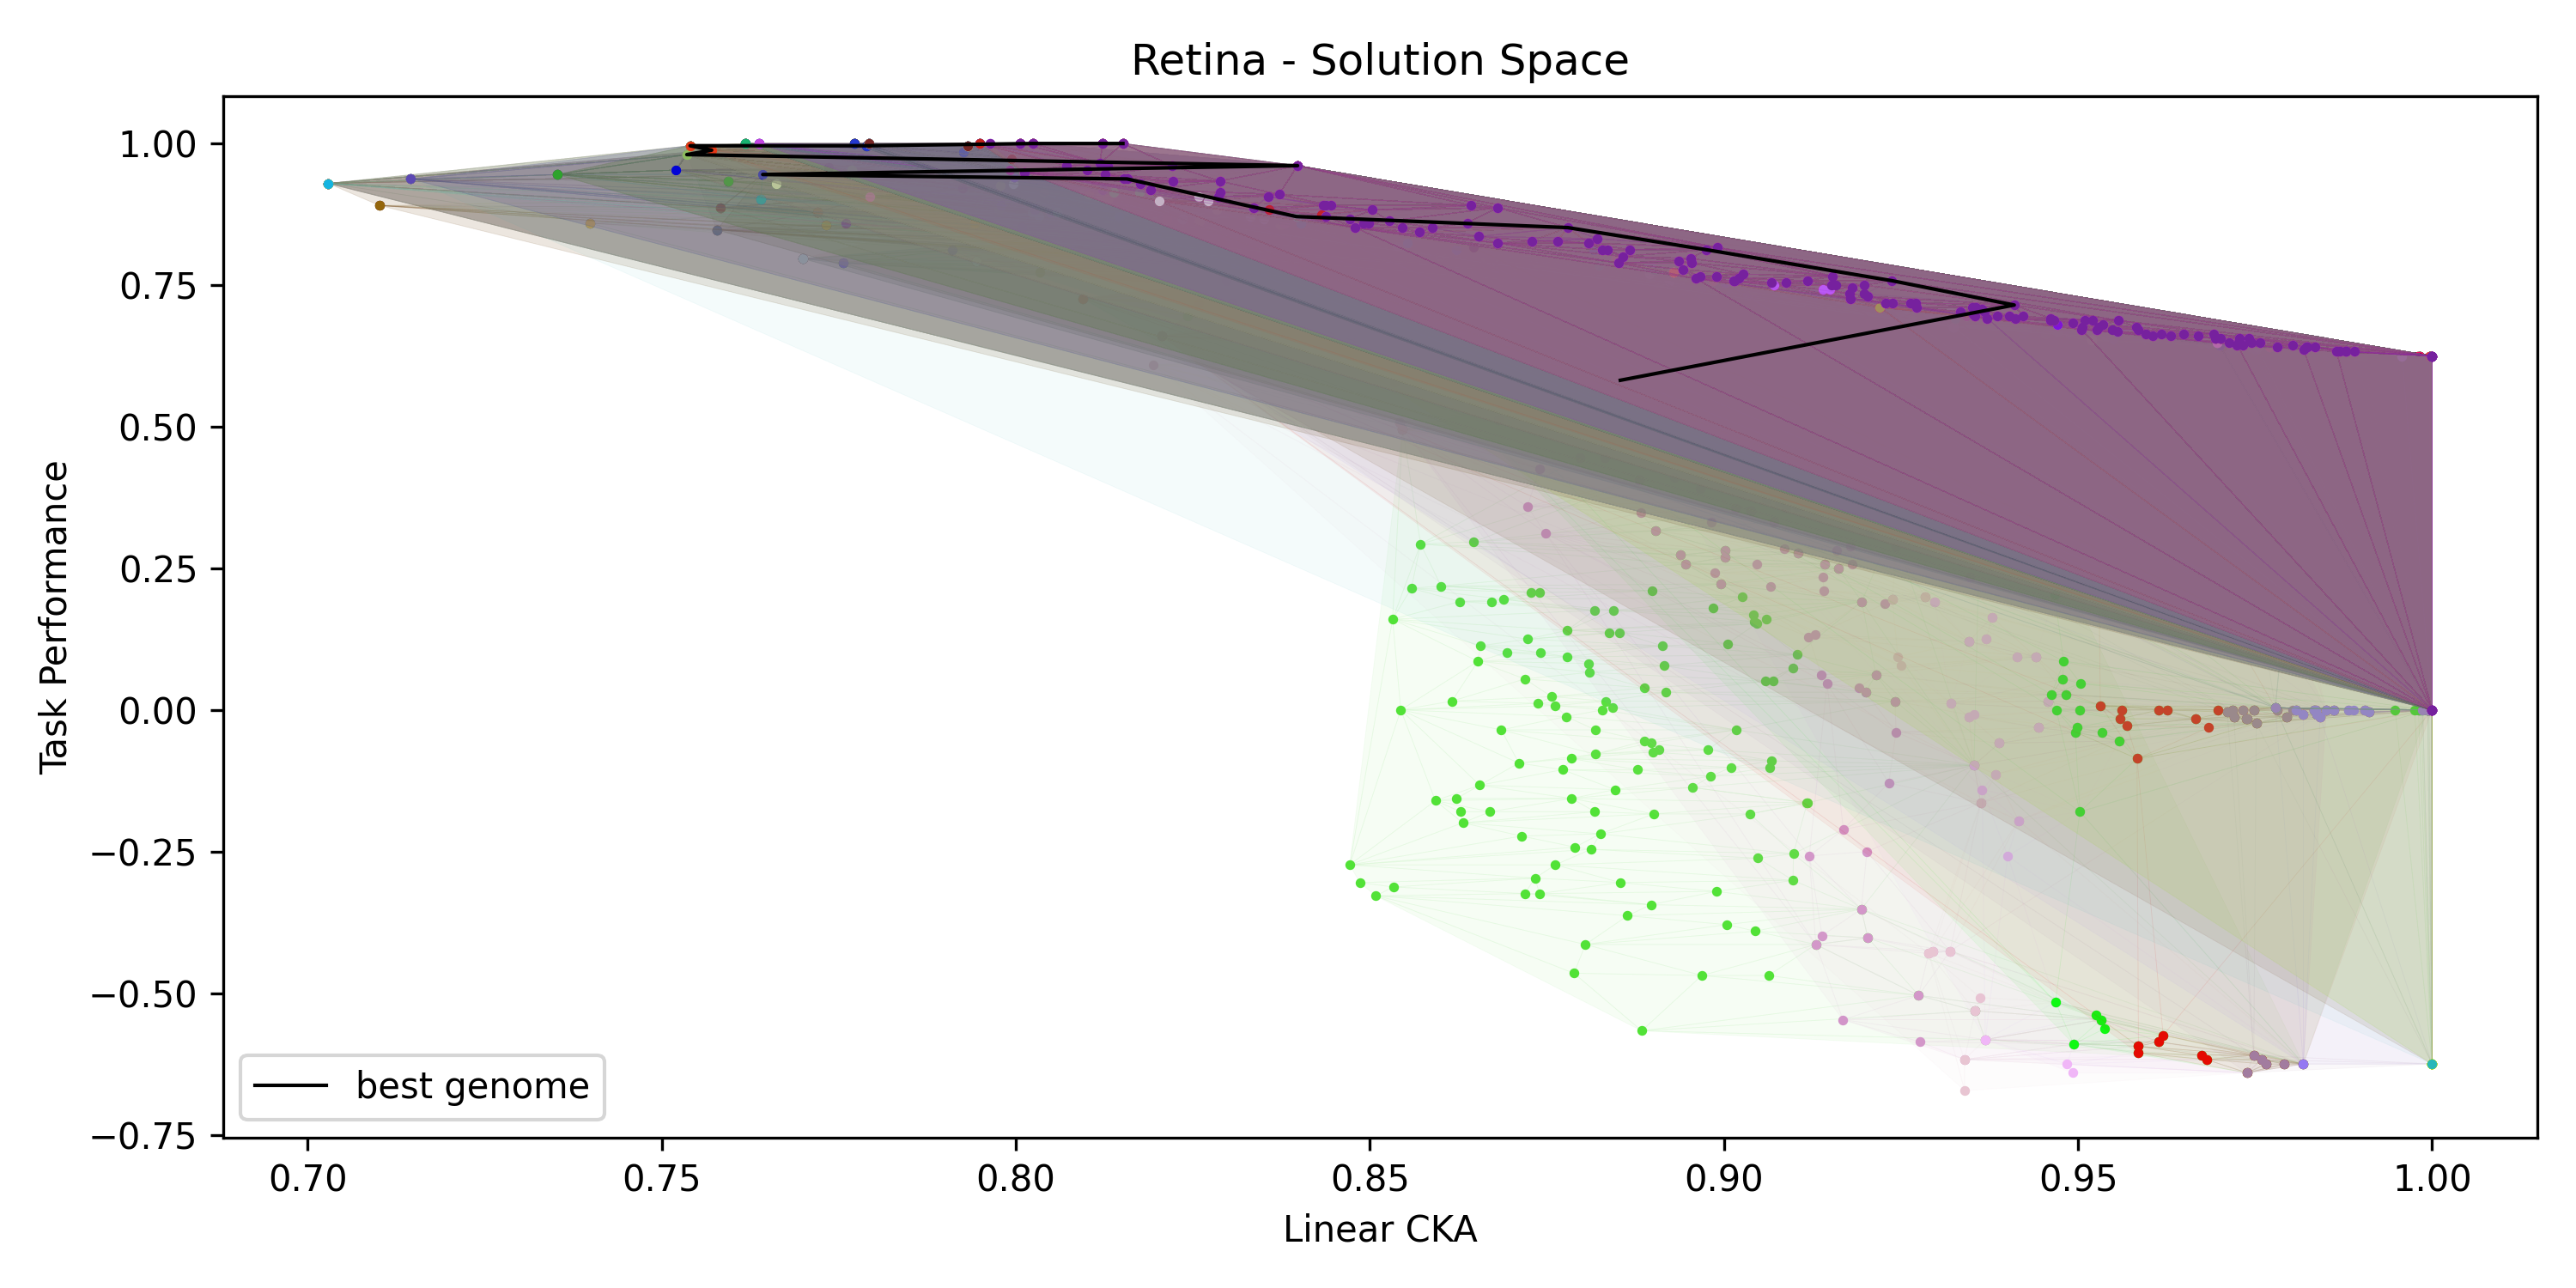 Retina - Solution Space
1.00
0.75
0.50
0.25
0.00
−0.25
−0.50
−0.75
Task Performance
best genome
0.70 0.75 0.80 0.85 0.90 0.95 1.00
Linear CKA